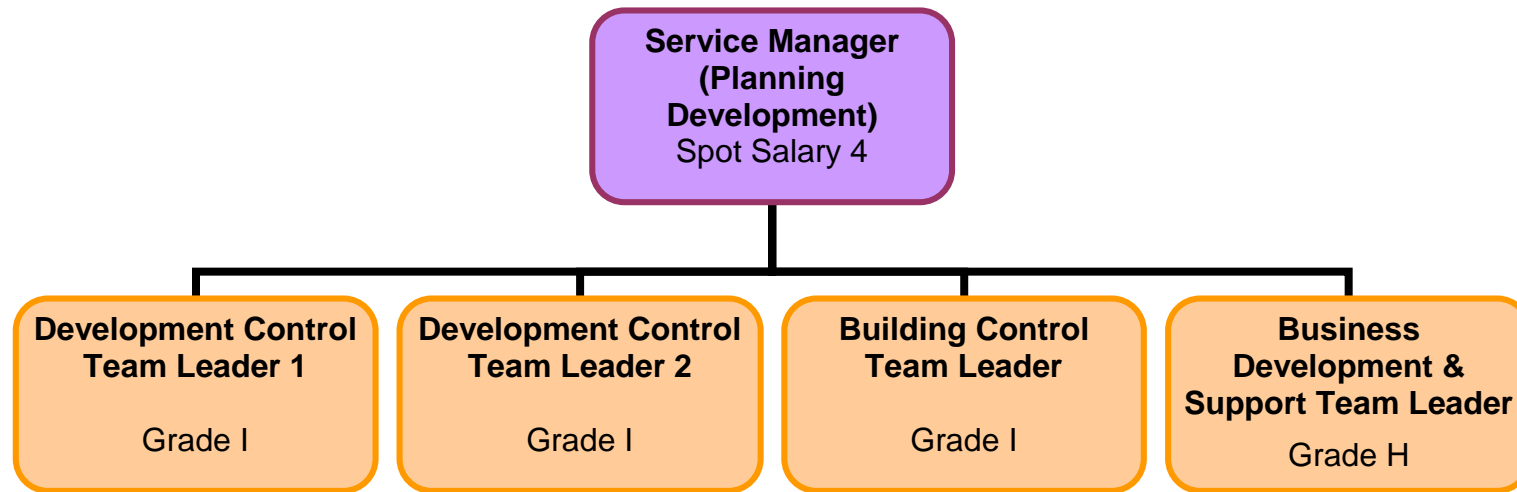 Service Manager
(Planning
Development)
Spot Salary 4
Development Control
Team Leader 1
Grade I
Development Control
Team Leader 2
Grade I
Building Control
Team Leader
Grade I
Business
Development &
Support Team Leader
Grade H